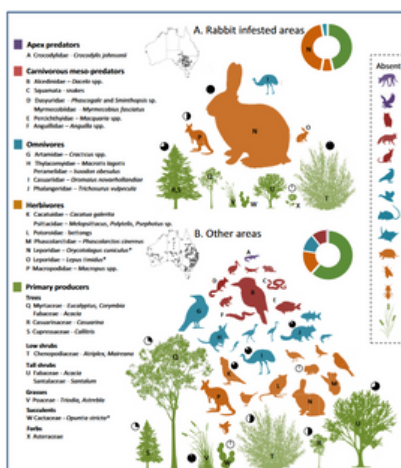 A. Rabbit infested areas
Apex predators
A Crocodylidae - Crocodylis johnsonii
Carnivorous meso-predators
B Alcedinidae - Dacelo spp.
C Squamata - snakes
D Dasyuridae - Phascogale and Sminthopsis sp.
Myrmecobiidae - Myrmecobius fasciatus
E Percichthyidae - Macquaria spp.
F Anguillidae - Anguilla spp.
Omnivores
G Artamidae - Cracticus spp.
H Thylacomyidae - Macrotis lagotis
Peramelidae - Isoodon obesulus
I Casuariidae - Dromaius novaehollandiae
J Phalangeridae - Trichosurus vulpecula
Herbivores
K Cacatuidae - Cacatua galerita
Psittacidae - Melopsittacus, Polytelis, Psephotus sp.
L Potoroidae - bettongs
M Phascolarctidae - Phascolarctos cinereus
N Leporidae - Oryctolagus cuniculus*
O Leporidae - Lepus timidus*
P Macropodidae - Macropus spp.
Primary producers
Trees
Q Myrtaceae - Eucalyptus, Corymbia
Fabaceae - Acacia
R Casuarinaceae - Casuarina
S Cupressaceae - Callitris
Low shrubs
T Chenopodiaceae - Atriplex, Maireana
Tall shrubs
U Fabaceae - Acacia
Santalaceae - Santalum
Grasses
V Poaceae - Triodia, Astrebla
Succulents
W Cactaceae - Opuntia stricta*
Forbs
X Asteraceae
B. Other areas
Absent
N
P
O
I
R,S
W
U
X
T
A
B
G
Q
S
V
W
T
R
U
N
P